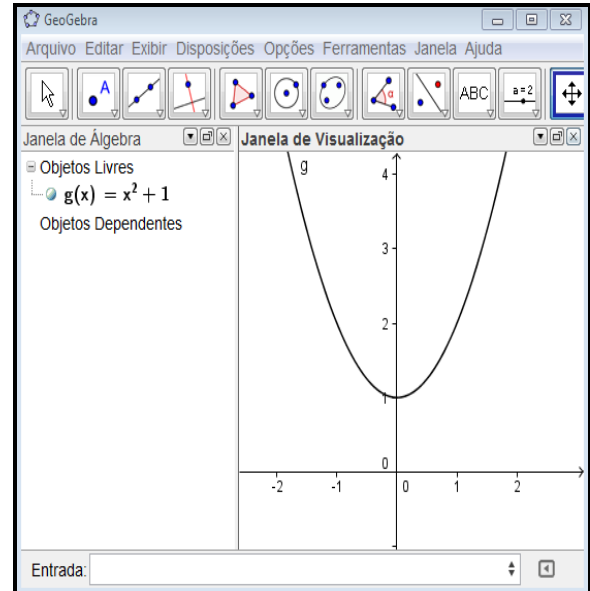 GeoGebra
Arquivo Editar Exibir Disposições Opções Ferramentas Janela Ajuda
A α ABC a=2
Janela de Álgebra
Objetos Livres
g(x) = x² + 1
Objetos Dependentes
Janela de Visualização
g
4
3
2
1
0
-2 -1 0 1 2
Entrada: